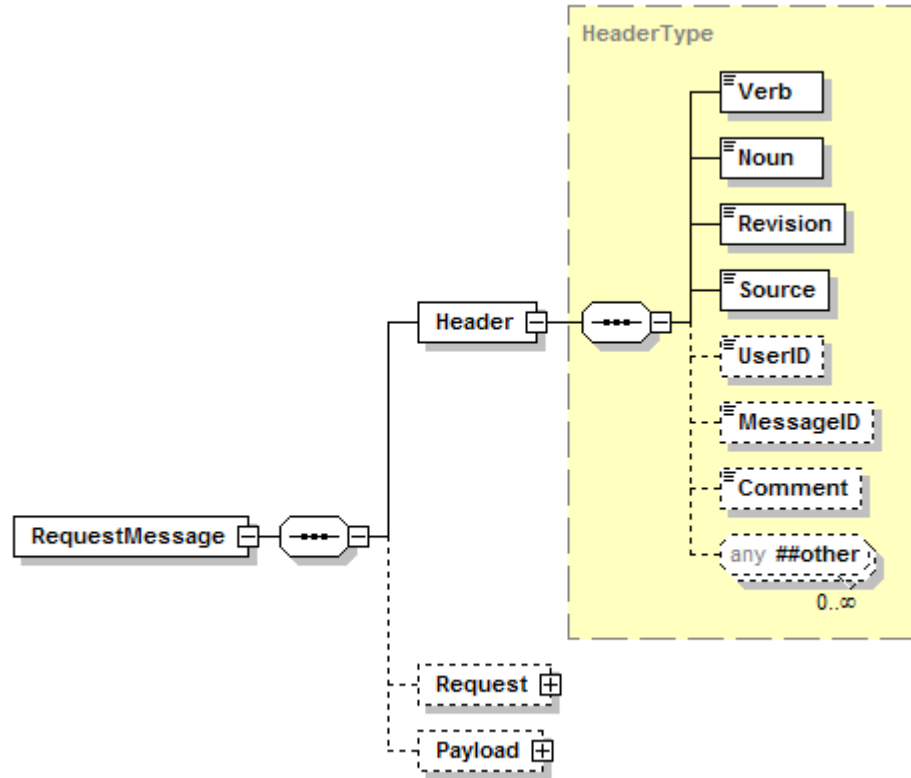 HeaderType
Verb
Noun
Revision
Source
Header
UserID
MessageID
Comment
RequestMessage
any ##other
0..∞
Request
Payload